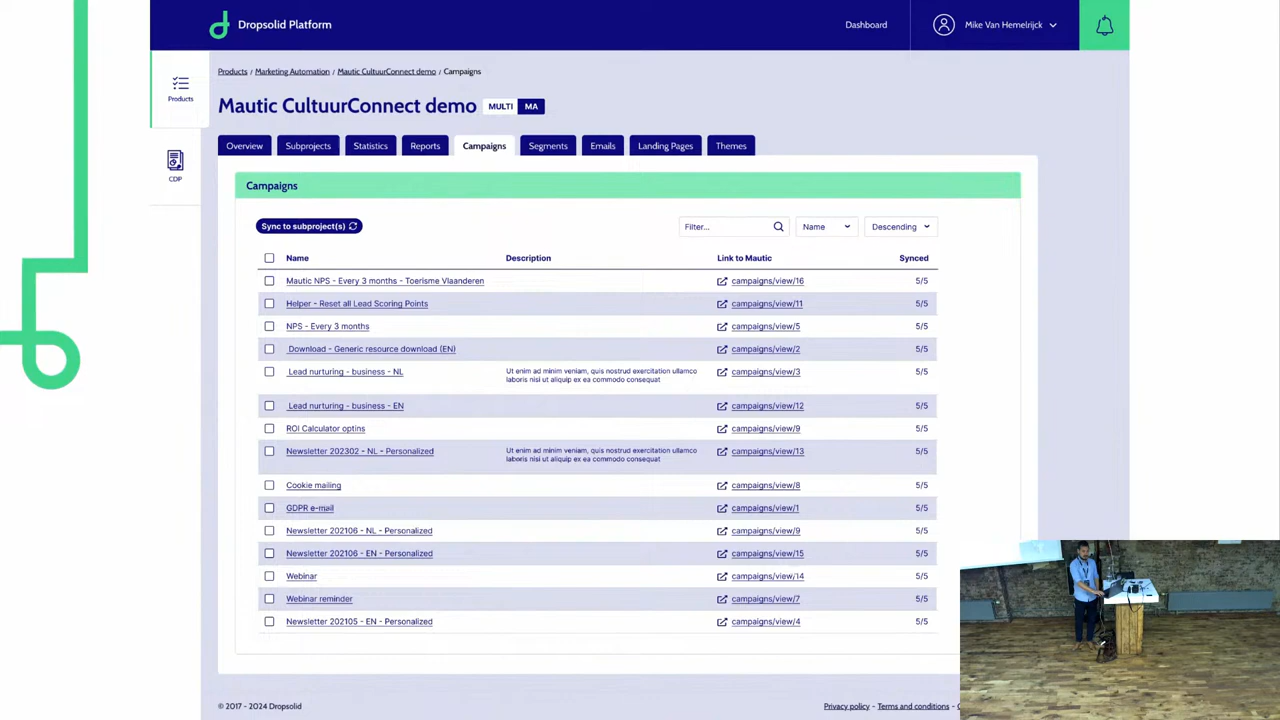 Dropsolid Platform
Dashboard
Mike Van Hemelrijck
Products / Marketing Automation / Mautic CultuurConnect demo / Campaigns
Products
CDP
Mautic CultuurConnect demo MULTI MA
Overview Subprojects Statistics Reports Campaigns Segments Emails Landing Pages Themes
Campaigns
Sync to subproject(s) Filter... Name Descending
Name Description Link to Mautic Synced
Mautic NPS - Every 3 months - Toerisme Vlaanderen campaigns/view/16 5/5
Helper - Reset all Lead Scoring Points campaigns/view/11 5/5
NPS - Every 3 months campaigns/view/5 5/5
Download - Generic resource download (EN) campaigns/view/2 5/5
Lead nurturing - business - NL Ut enim ad minim veniam, quis nostrud exercitation ullamco campaigns/view/3 5/5
laboris nisi ut aliquip ex ea commodo consequat
Lead nurturing - business - EN campaigns/view/12 5/5
ROI Calculator optins campaigns/view/9 5/5
Newsletter 202302 - NL - Personalized Ut enim ad minim veniam, quis nostrud exercitation ullamco campaigns/view/13 5/5
laboris nisi ut aliquip ex ea commodo consequat
Cookie mailing campaigns/view/8 5/5
GDPR e-mail campaigns/view/1 5/5
Newsletter 202106 - NL - Personalized campaigns/view/9 5/5
Newsletter 202106 - EN - Personalized campaigns/view/15 5/5
Webinar campaigns/view/14 5/5
Webinar reminder campaigns/view/7 5/5
Newsletter 202105 - EN - Personalized campaigns/view/4 5/5
© 2017 - 2024 Dropsolid
Privacy policy - Terms and conditions -